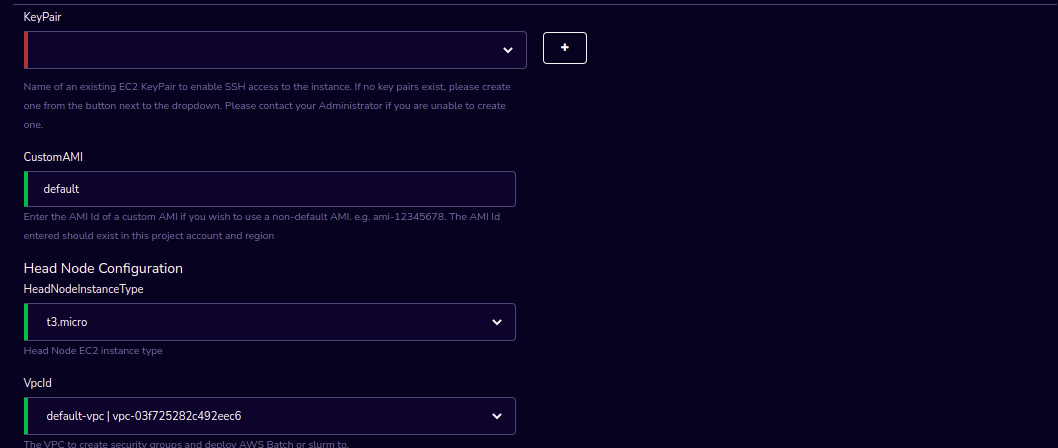 KeyPair
+
Name of an existing EC2 KeyPair to enable SSH access to the instance. If no key pairs exist, please create
one from the button next to the dropdown. Please contact your Administrator if you are unable to create
one.
CustomAMI
default
Enter the AMI Id of a custom AMI if you wish to use a non-default AMI. e.g. ami-12345678. The AMI Id
entered should exist in this project account and region
Head Node Configuration
HeadNodeInstanceType
t3.micro
Head Node EC2 instance type
VpcId
default-vpc | vpc-03f725282c492eec6
The VPC to create security groups and deploy AWS Batch or slurm to.